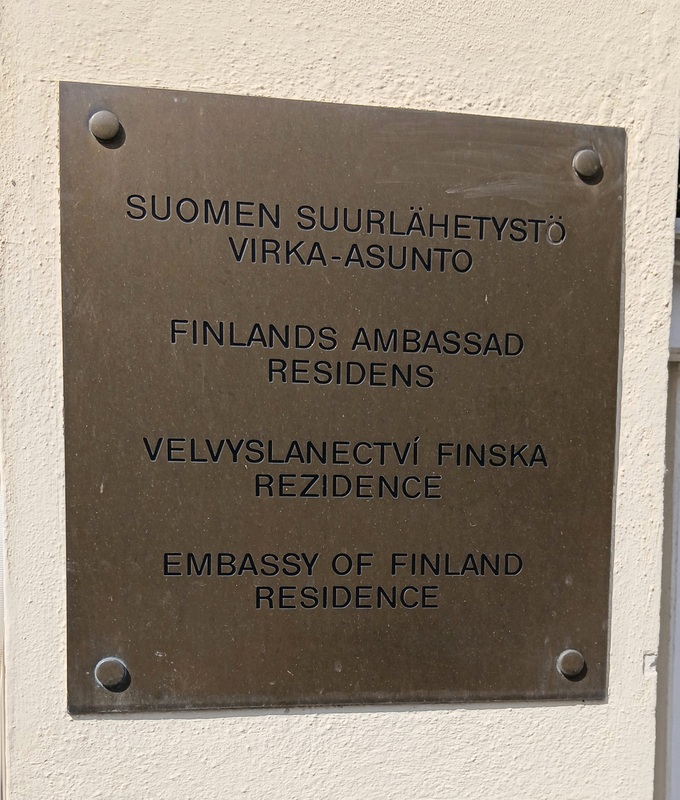 SUOMEN SUURLÄHETYSTÖ
VIRKA-ASUNTO
FINLANDS AMBASSAD
RESIDENS
VELVYSLANECTVÍ FINSKA
REZIDENCE
EMBASSY OF FINLAND
RESIDENCE